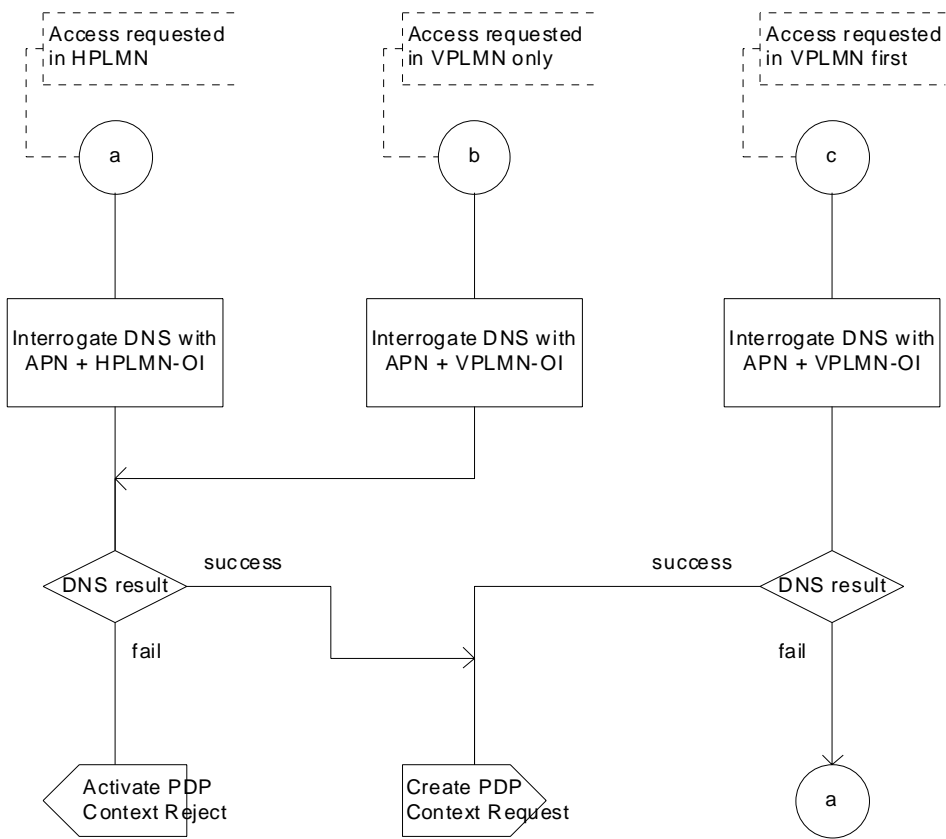 Access requested
in HPLMN
Access requested
in VPLMN only
Access requested
in VPLMN first
a
b
c
Interrogate DNS with
APN + HPLMN-OI
Interrogate DNS with
APN + VPLMN-OI
Interrogate DNS with
APN + VPLMN-OI
DNS result
success
success
DNS result
fail
fail
Activate PDP
Context Reject
Create PDP
Context Request
a